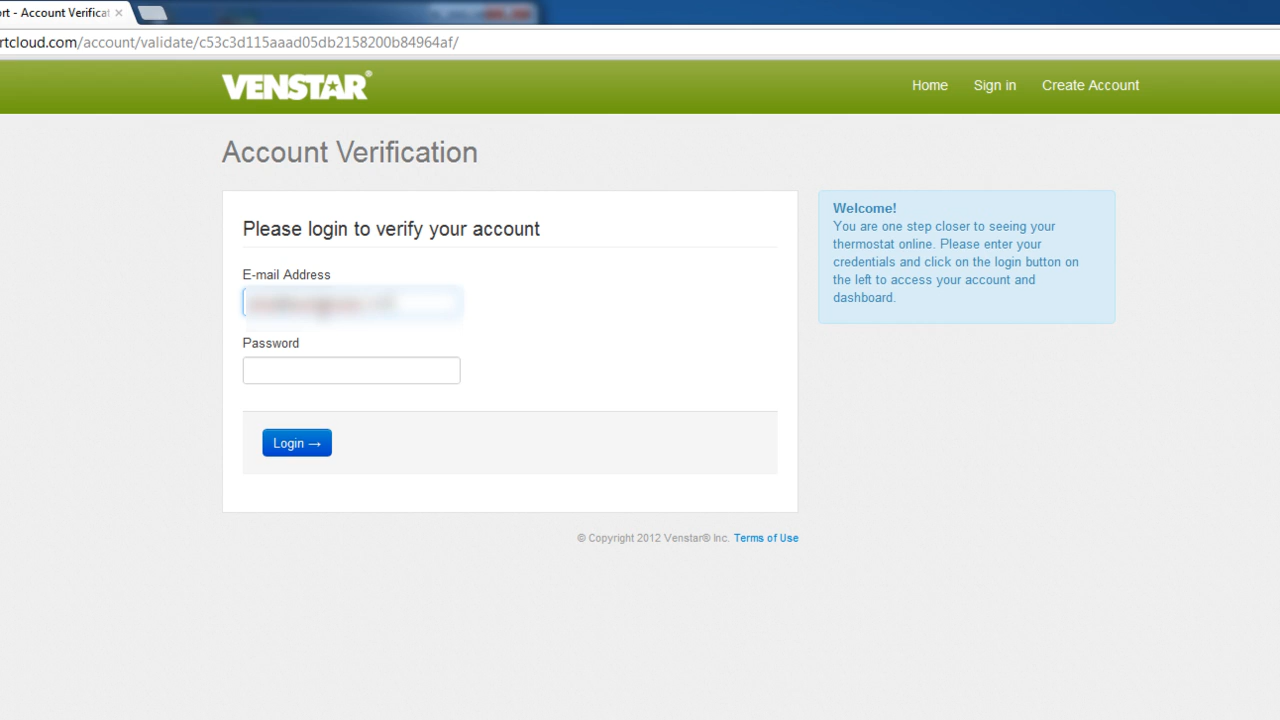 rt - Account Verificat ×
rtcloud.com/account/validate/c53c3d115aaad05db2158200b84964af/
VENSTAR®
Home
Sign in
Create Account
Account Verification
Please login to verify your account
E-mail Address
Password
Login →
Welcome!
You are one step closer to seeing your
thermostat online. Please enter your
credentials and click on the login button on
the left to access your account and
dashboard.
© Copyright 2012 Venstar® Inc. Terms of Use